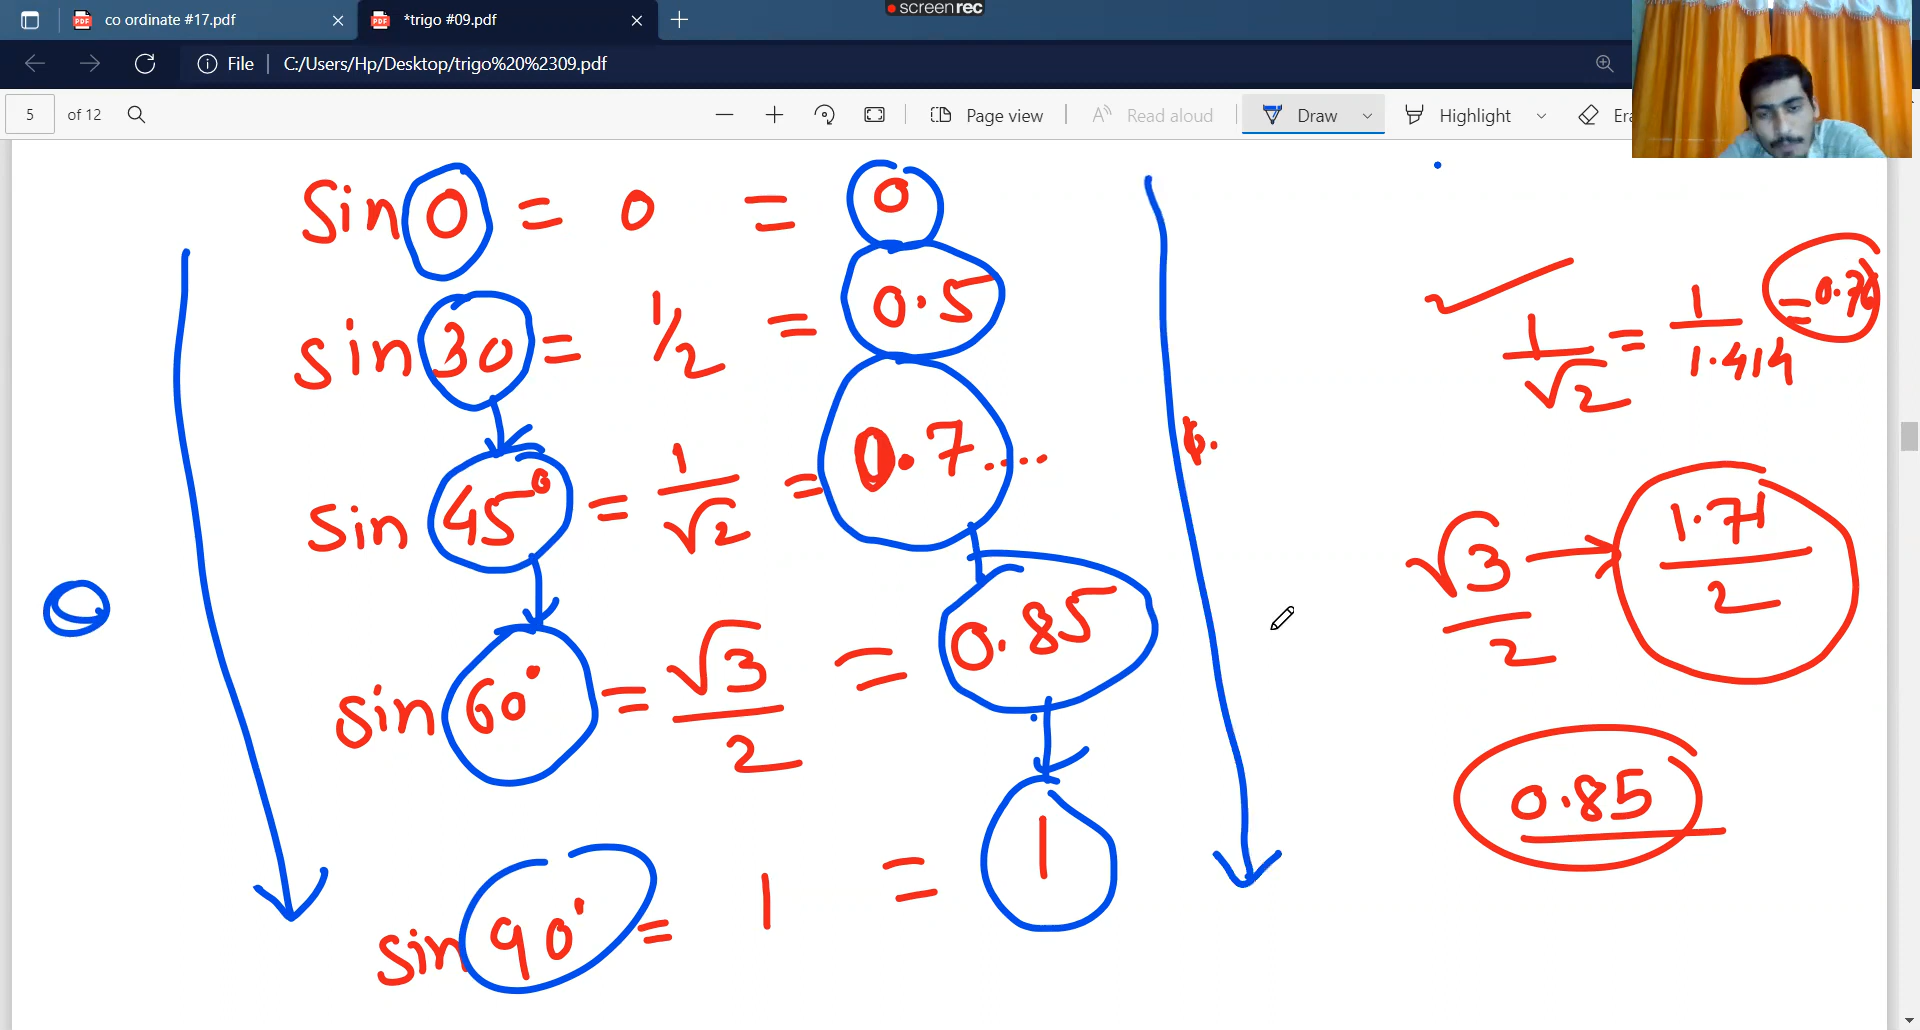 co ordinate #17.pdf
*trigo #09.pdf
screenrec
File
C:/Users/Hp/Desktop/trigo%20%2309.pdf
5 of 12
Page view
Read aloud
Draw
Highlight
Sin 0 = 0 = 0
sin 30 = 1/2 = 0.5
sin 45° = 1/√2 = 0.7.....
sin 60° = √3/2 = 0.85
sin 90° = 1 = 1
1/√2 = 1/1.414 = 0.7
√3/2 → 1.71/2
0.85